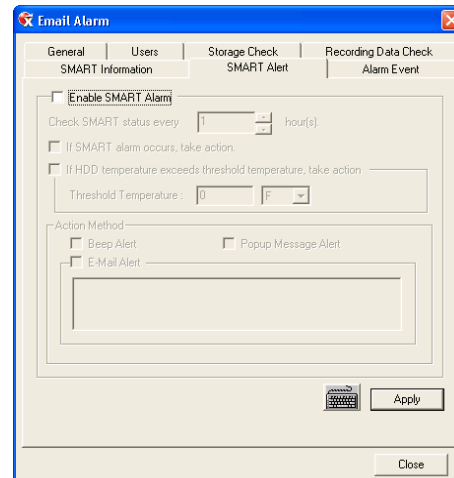 Email Alarm
General Users Storage Check Recording Data Check
SMART Information SMART Alert Alarm Event
Enable SMART Alarm
Check SMART status every 1 hour(s).
If SMART alarm occurs, take action.
If HDD temperature exceeds threshold temperature, take action
Threshold Temperature : 0 F
Action Method
Beep Alert Popup Message Alert
E-Mail Alert
Apply
Close